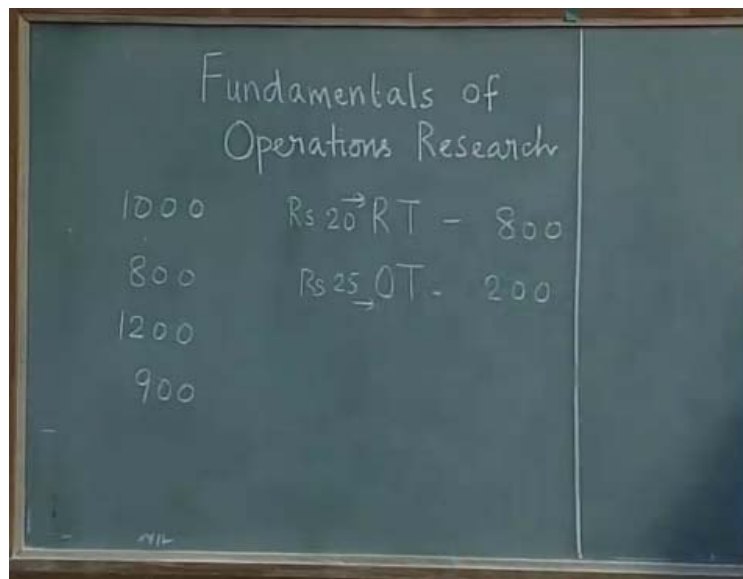 Fundamentals of
Operations Research
1000 Rs 20 → RT - 800
800 Rs 25 → OT - 200
1200
900